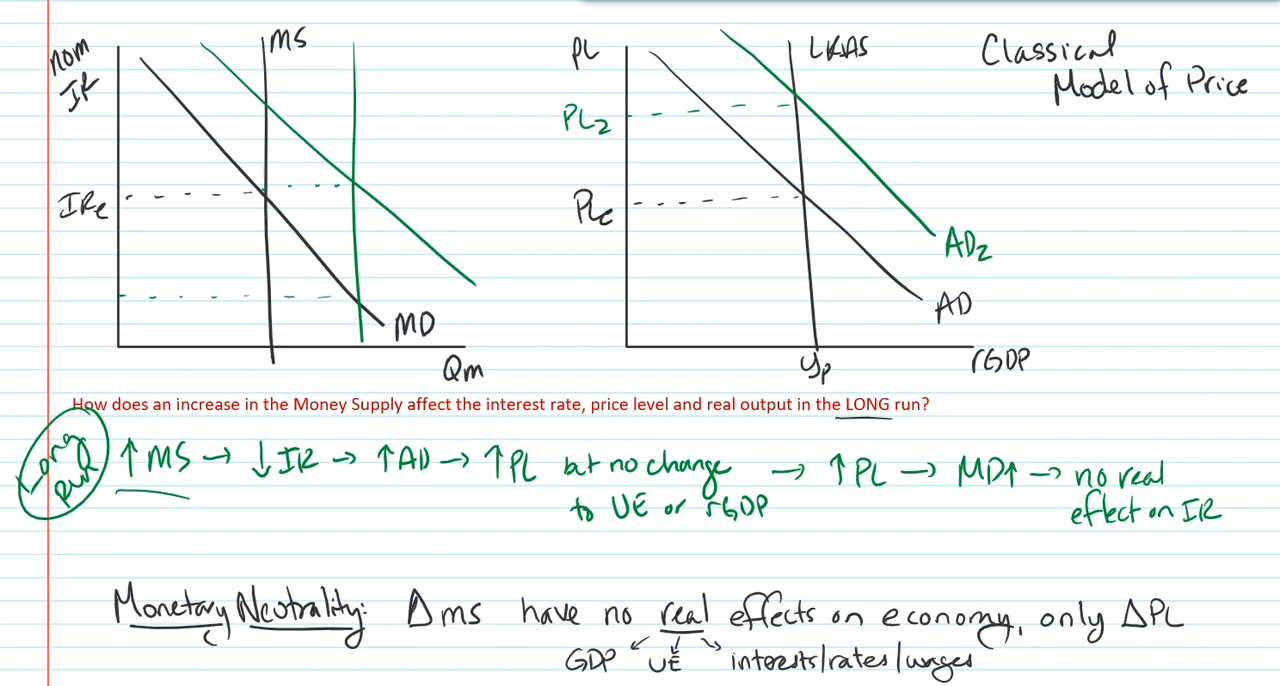 nom IR
MS
IRe
MD
Qm
PL
LRAS
PL2
PLe
AD2
AD
Yp
rGDP
Classical
Model of Price
How does an increase in the Money Supply affect the interest rate, price level and real output in the LONG run?
Long run
↑MS → ↓IR → ↑AD → ↑PL but no change to UE or rGDP → ↑PL → MD↑ → no real effect on IR
Monetary Neutrality: Δms have no real effects on economy, only ΔPL
GDP UE interests/rates/wages